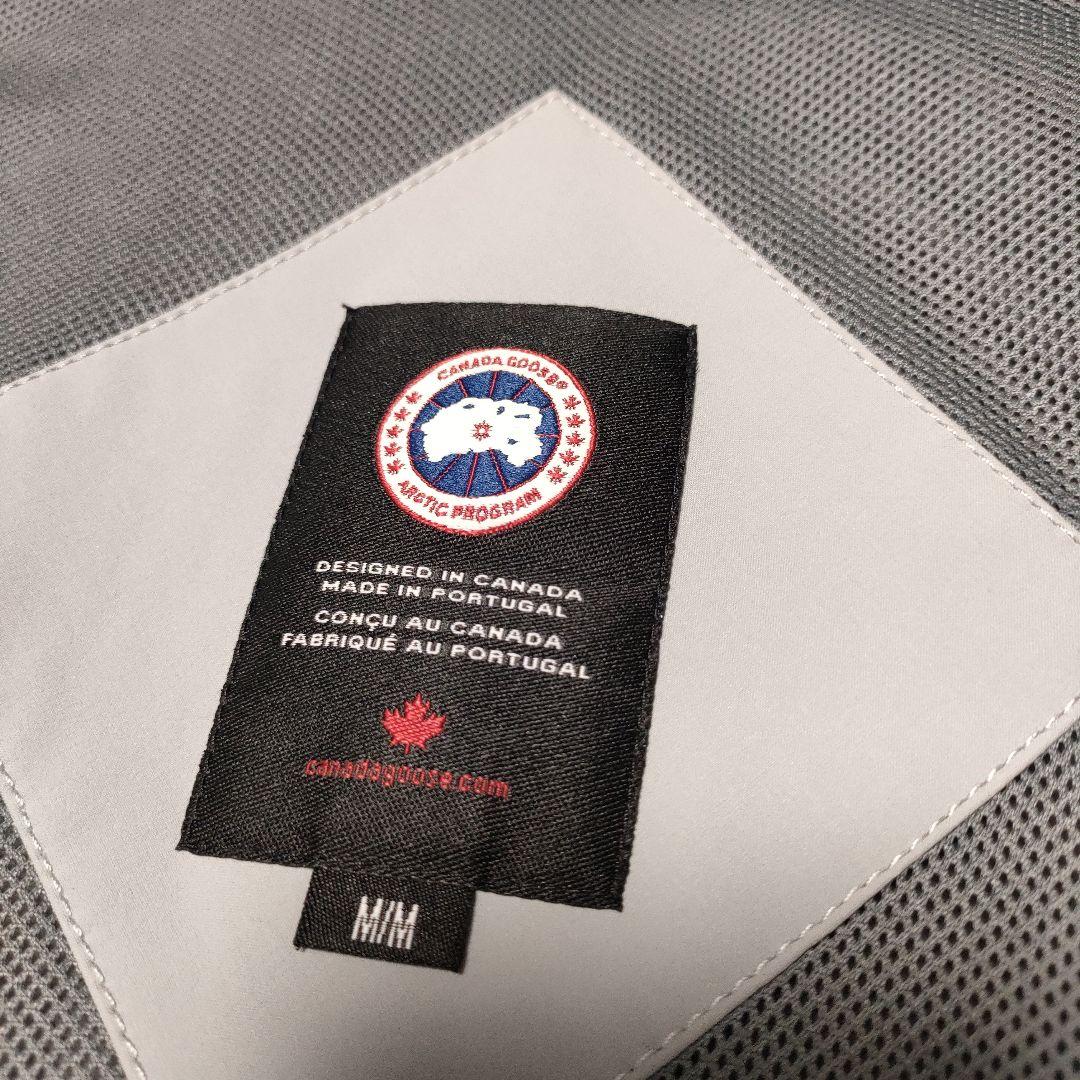 CANADA GOOSE®
ARCTIC PROGRAM
DESIGNED IN CANADA
MADE IN PORTUGAL
CONÇU AU CANADA
FABRIQUÉ AU PORTUGAL
canadagoose.com
M/M